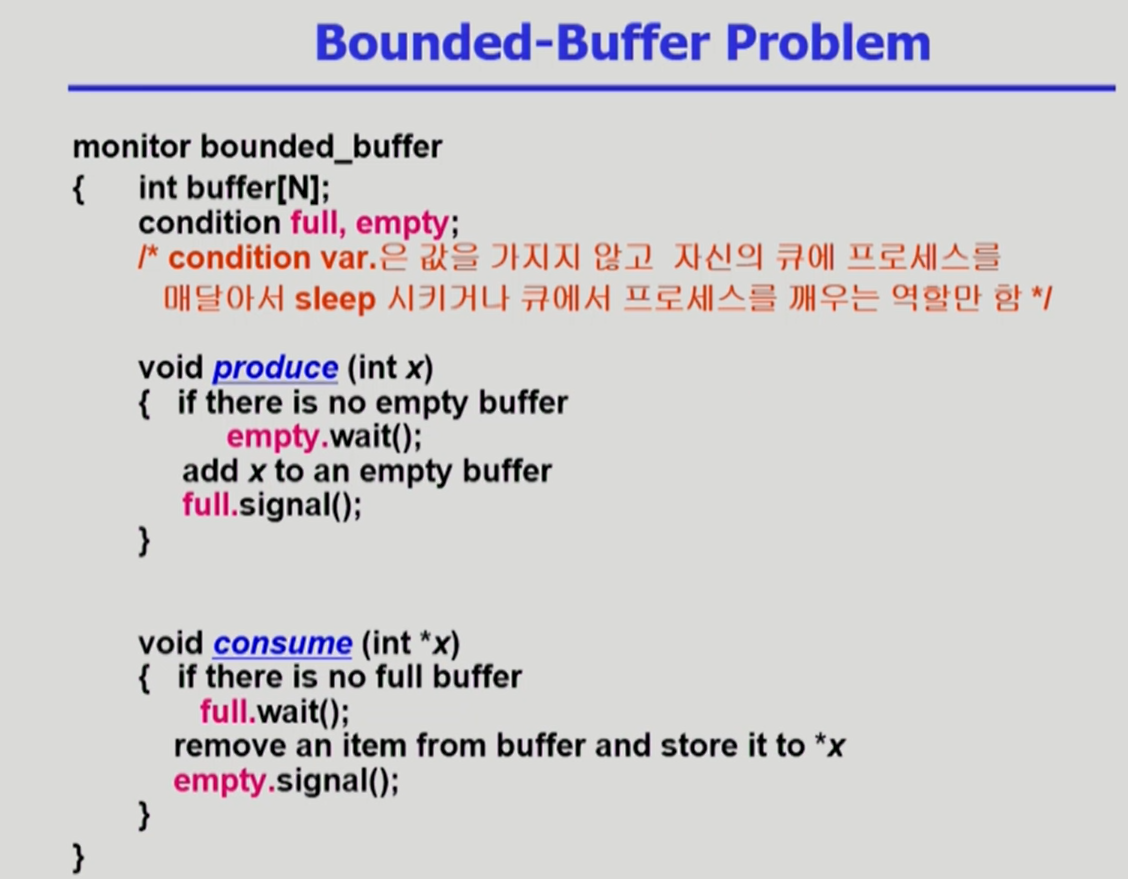 Bounded-Buffer Problem
monitor bounded_buffer
{ int buffer[N];
condition full, empty;
/* condition var.은 값을 가지지 않고 자신의 큐에 프로세스를
매달아서 sleep 시키거나 큐에서 프로세스를 깨우는 역할만 함 */
void produce (int x)
{ if there is no empty buffer
empty.wait();
add x to an empty buffer
full.signal();
}
void consume (int *x)
{ if there is no full buffer
full.wait();
remove an item from buffer and store it to *x
empty.signal();
}
}